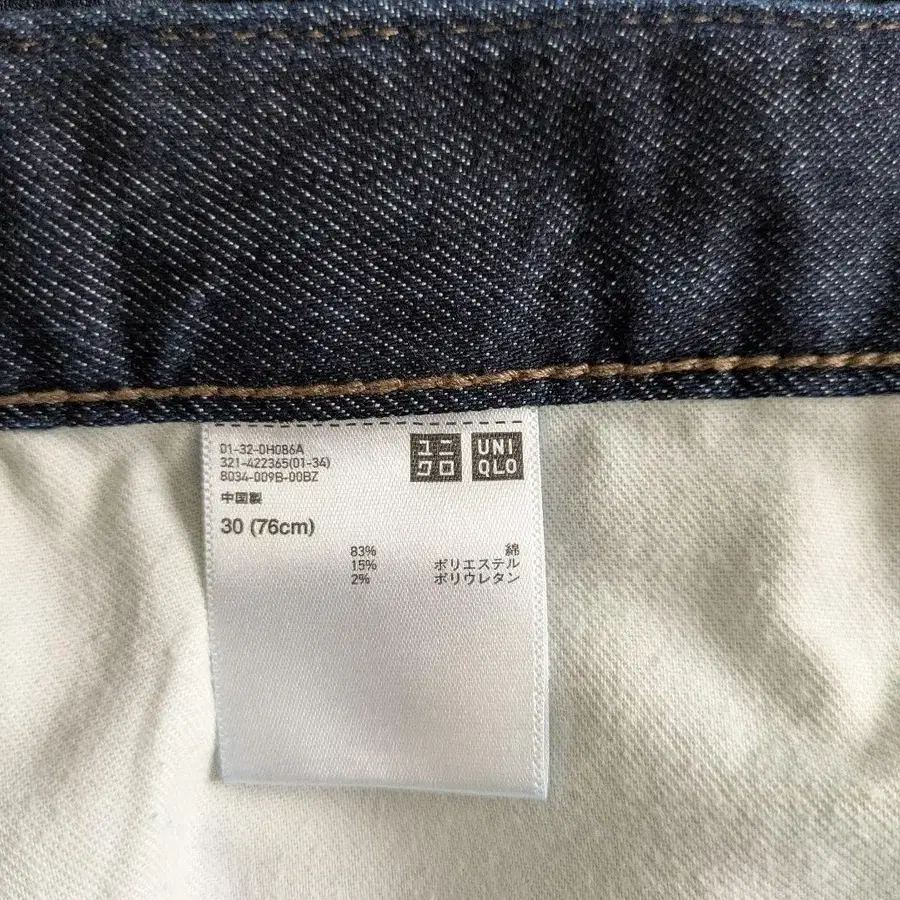 01-32-0H086A
321-422365(01-34)
8034-009B-00BZ
中国製
30 (76cm)
ユニ
クロ
UNI
QLO
83% 綿
15% ポリエステル
2% ポリウレタン